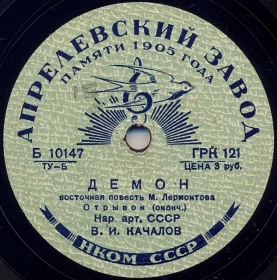 АПРЕЛЕВСКИЙ ЗАВОД
ПАМЯТИ 1905 ГОДА
Б 10147 ГРК 121
ТУ-Б ЦЕНА 3 руб.
ДЕМОН
восточная повесть М. Лермонтова
Отрывок (оконч.)
Нар. арт. СССР
В. И. КАЧАЛОВ
НКОМ СССР